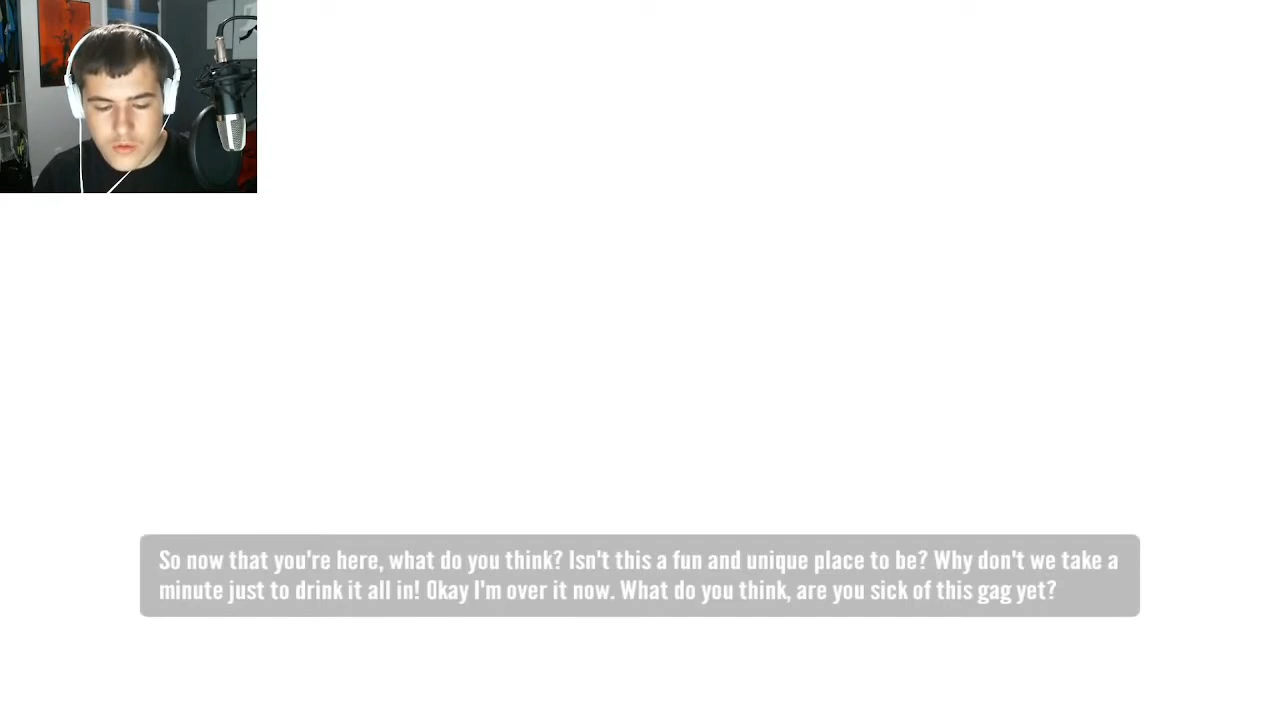 So now that you're here, what do you think? Isn't this a fun and unique place to be? Why don't we take a
minute just to drink it all in! Okay I'm over it now. What do you think, are you sick of this gag yet?